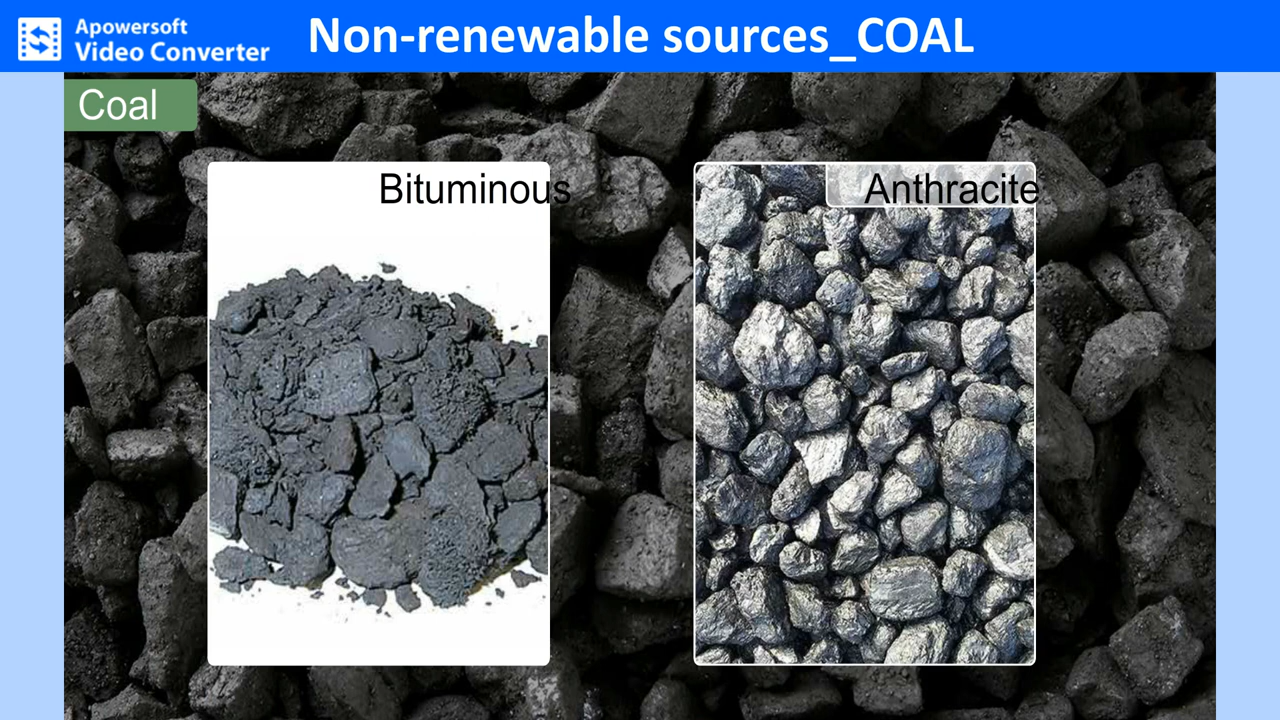 Apowersoft
Video Converter
Non-renewable sources_COAL
Coal
Bituminous
Anthracite